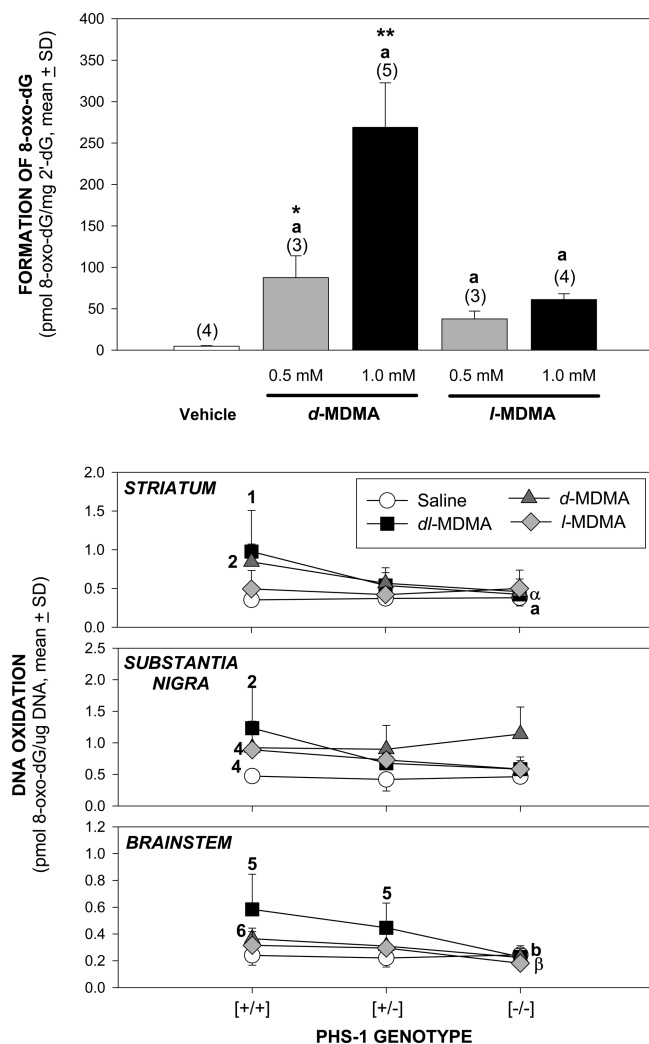 FORMATION OF 8-oxo-dG
(pmol 8-oxo-dG/mg 2'-dG, mean ± SD)
400
350
300
250
200
150
100
50
0
(4)
*
a
(3)
**
a
(5)
a
(3)
a
(4)
0.5 mM
1.0 mM
0.5 mM
1.0 mM
Vehicle
d-MDMA
l-MDMA
DNA OXIDATION
(pmol 8-oxo-dG/ug DNA, mean ± SD)
STRIATUM
2.0
1.5
1.0
0.5
0.0
Saline
dl-MDMA
d-MDMA
l-MDMA
1
2
α
a
SUBSTANTIA
NIGRA
2.5
2.0
1.5
1.0
0.5
0.0
2
4
4
BRAINSTEM
1.2
1.0
0.8
0.6
0.4
0.2
0.0
5
6
5
b
β
[+/+]
[+/-]
[-/-]
PHS-1 GENOTYPE